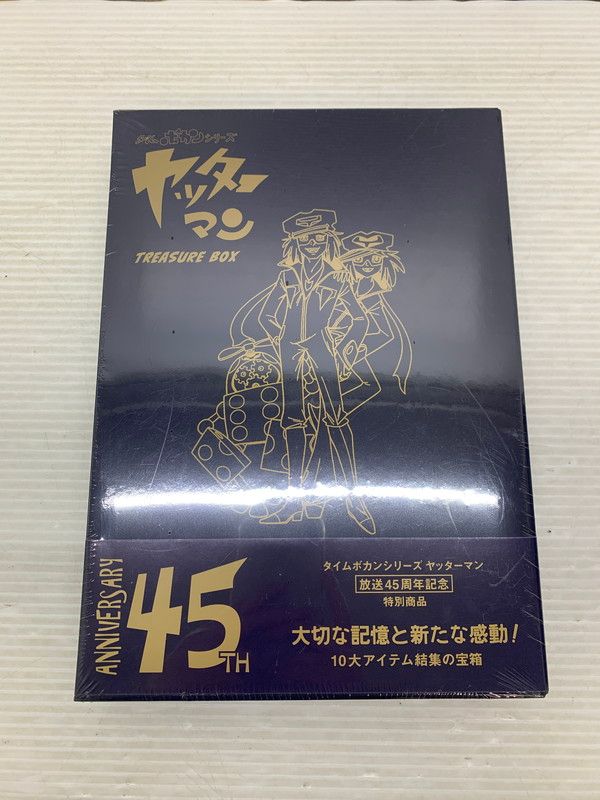 タイムボカンシリーズ
ヤッター
マン
TREASURE BOX
ANNIVERSARY
45TH
タイムボカンシリーズ ヤッターマン
放送45周年記念
特別商品
大切な記憶と新たな感動!
10大アイテム結集の宝箱